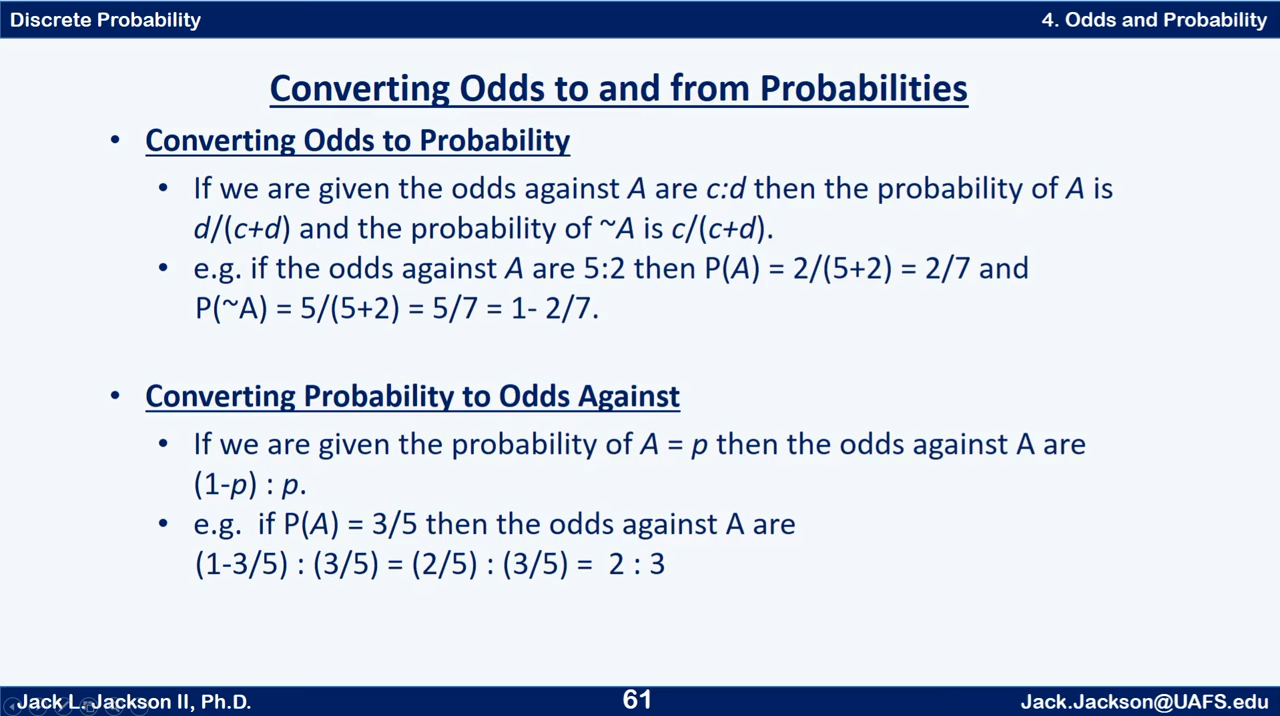 Discrete Probability
4. Odds and Probability
Converting Odds to and from Probabilities
• Converting Odds to Probability
• If we are given the odds against A are c:d then the probability of A is
d/(c+d) and the probability of ~A is c/(c+d).
• e.g. if the odds against A are 5:2 then P(A) = 2/(5+2) = 2/7 and
P(~A) = 5/(5+2) = 5/7 = 1- 2/7.
• Converting Probability to Odds Against
• If we are given the probability of A = p then the odds against A are
(1-p) : p.
• e.g. if P(A) = 3/5 then the odds against A are
(1-3/5) : (3/5) = (2/5) : (3/5) = 2 : 3
Jack L. Jackson II, Ph.D.
61
Jack.Jackson@UAFS.edu